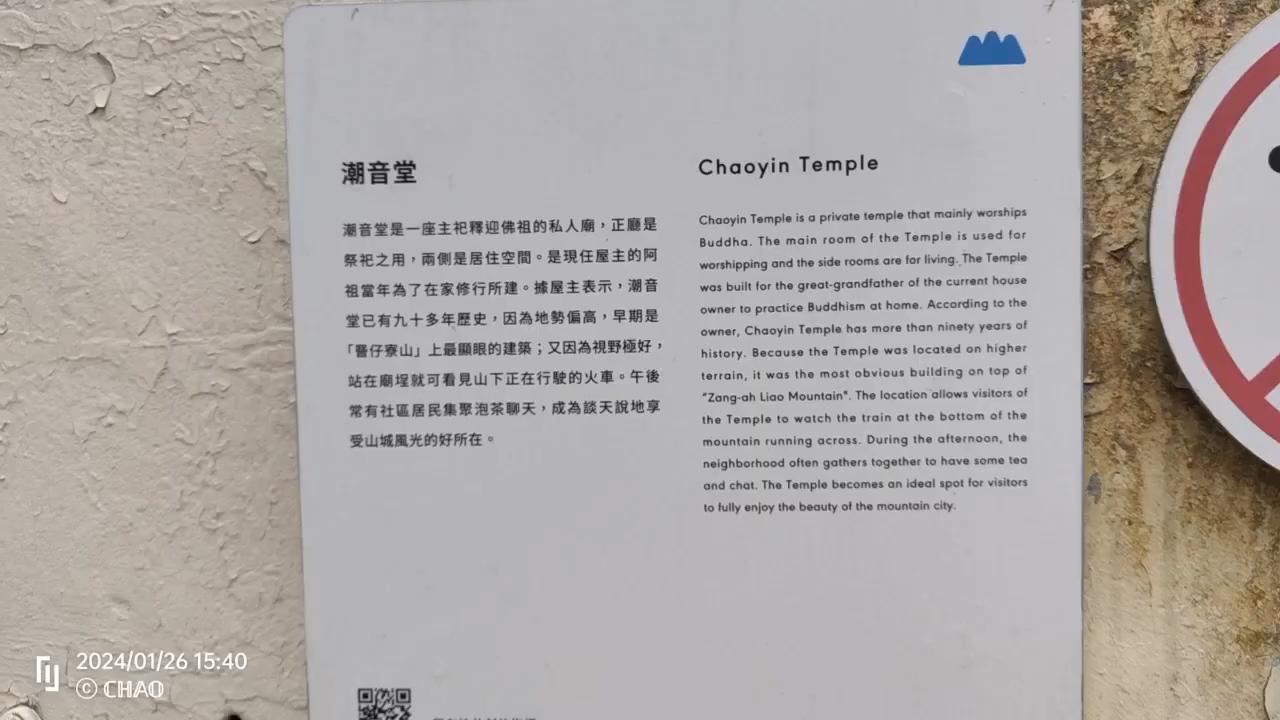 潮音堂
潮音堂是一座主祀釋迎佛祖的私人廟，正廳是
祭祀之用，兩側是居住空間。是現任屋主的阿
祖當年為了在家修行所建。據屋主表示，潮音
堂已有九十多年歷史，因為地勢偏高，早期是
「罾仔寮山」上最顯眼的建築；又因為視野極好，
站在廟埕就可看見山下正在行駛的火車。午後
常有社區居民集聚泡茶聊天，成為談天說地享
受山城風光的好所在。
Chaoyin Temple
Chaoyin Temple is a private temple that mainly worships
Buddha. The main room of the Temple is used for
worshipping and the side rooms are for living. The Temple
was built for the great-grandfather of the current house
owner to practice Buddhism at home. According to the
owner, Chaoyin Temple has more than ninety years of
history. Because the Temple was located on higher
terrain, it was the most obvious building on top of
"Zang-ah Liao Mountain". The location allows visitors of
the Temple to watch the train at the bottom of the
mountain running across. During the afternoon, the
neighborhood often gathers together to have some tea
and chat. The Temple becomes an ideal spot for visitors
to fully enjoy the beauty of the mountain city.
2024/01/26 15:40
© CHAO